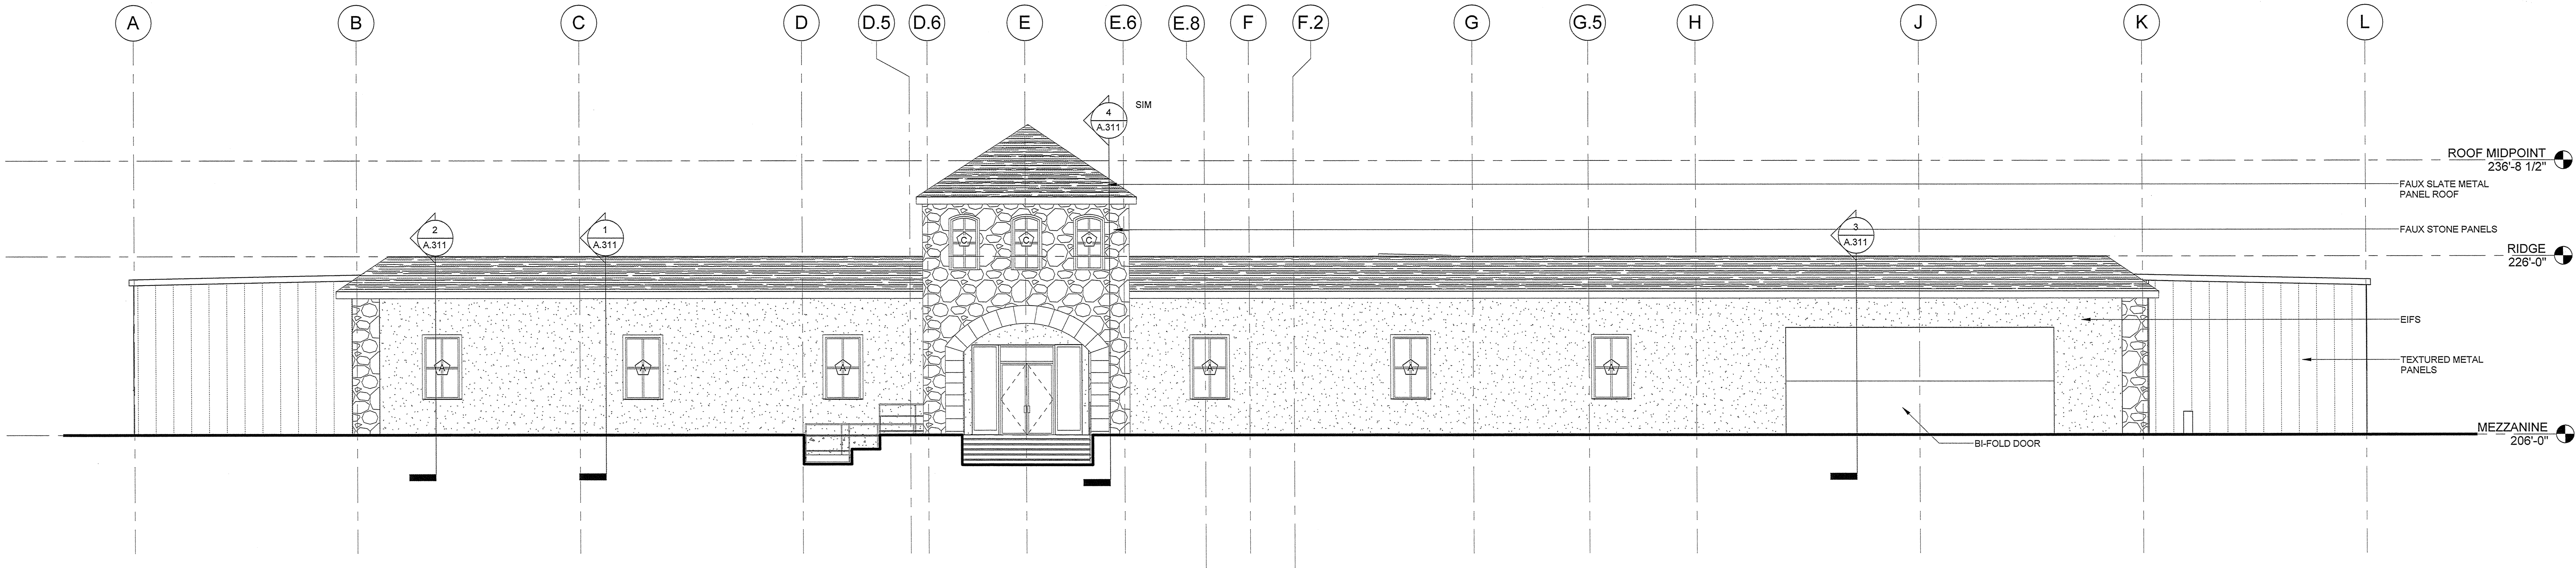 A B C D D.5 D.6 E E.6 E.8 F F.2 G G.5 H J K L
4
A.311
SIM
ROOF MIDPOINT
236'-8 1/2"
FAUX SLATE METAL
PANEL ROOF
2
A.311
1
A.311
3
A.311
FAUX STONE PANELS
C C C
RIDGE
226'-0"
EIFS
TEXTURED METAL
PANELS
A A A A A A
MEZZANINE
206'-0"
BI-FOLD DOOR